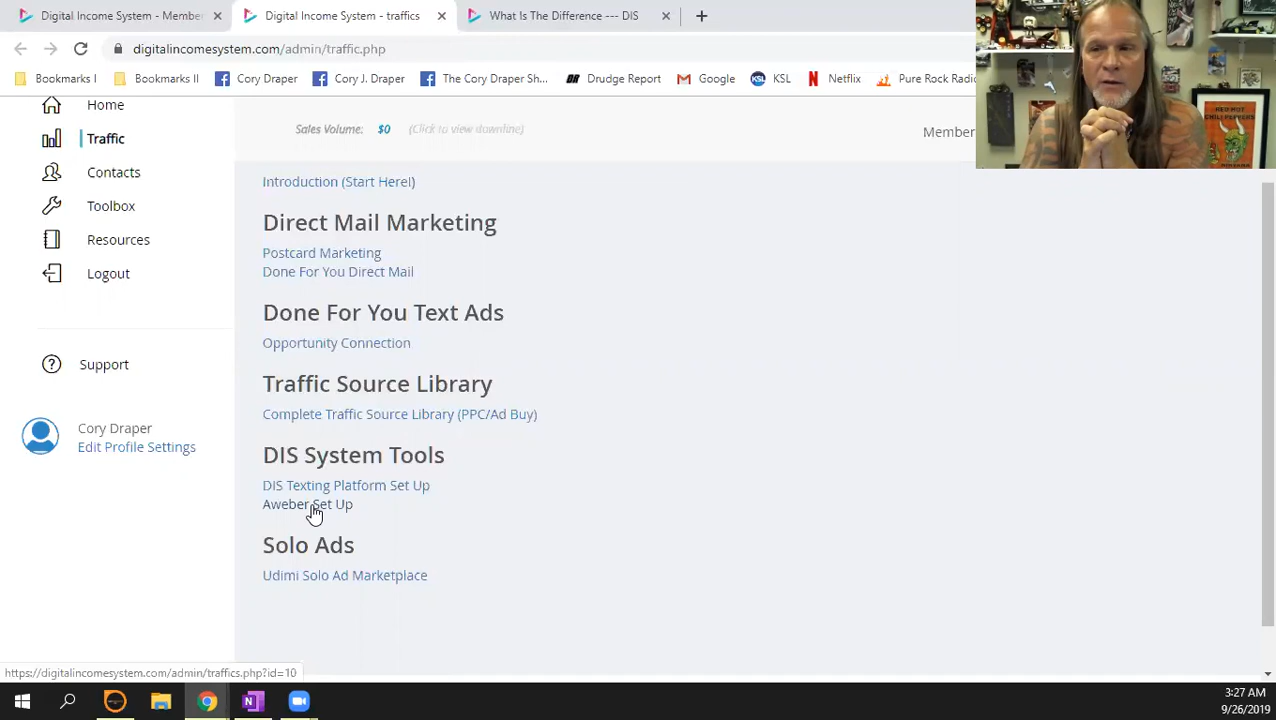 Digital Income System - Member
Digital Income System - traffics
What Is The Difference --- DIS
digitalincomesystem.com/admin/traffic.php
Bookmarks I
Bookmarks II
Cory Draper
Cory J. Draper
The Cory Draper Sh...
Drudge Report
Google
KSL
Netflix
Pure Rock Radio
Home
Traffic
Contacts
Toolbox
Resources
Logout
Support
Cory Draper
Edit Profile Settings
Sales Volume: $0 (Click to view downline)
Member
Introduction (Start Here!)
Direct Mail Marketing
Postcard Marketing
Done For You Direct Mail
Done For You Text Ads
Opportunity Connection
Traffic Source Library
Complete Traffic Source Library (PPC/Ad Buy)
DIS System Tools
DIS Texting Platform Set Up
Aweber Set Up
Solo Ads
Udimi Solo Ad Marketplace
RED HOT
CHILI PEPPERS
https://digitalincomesystem.com/admin/traffics.php?id=10
3:27 AM
9/26/2019